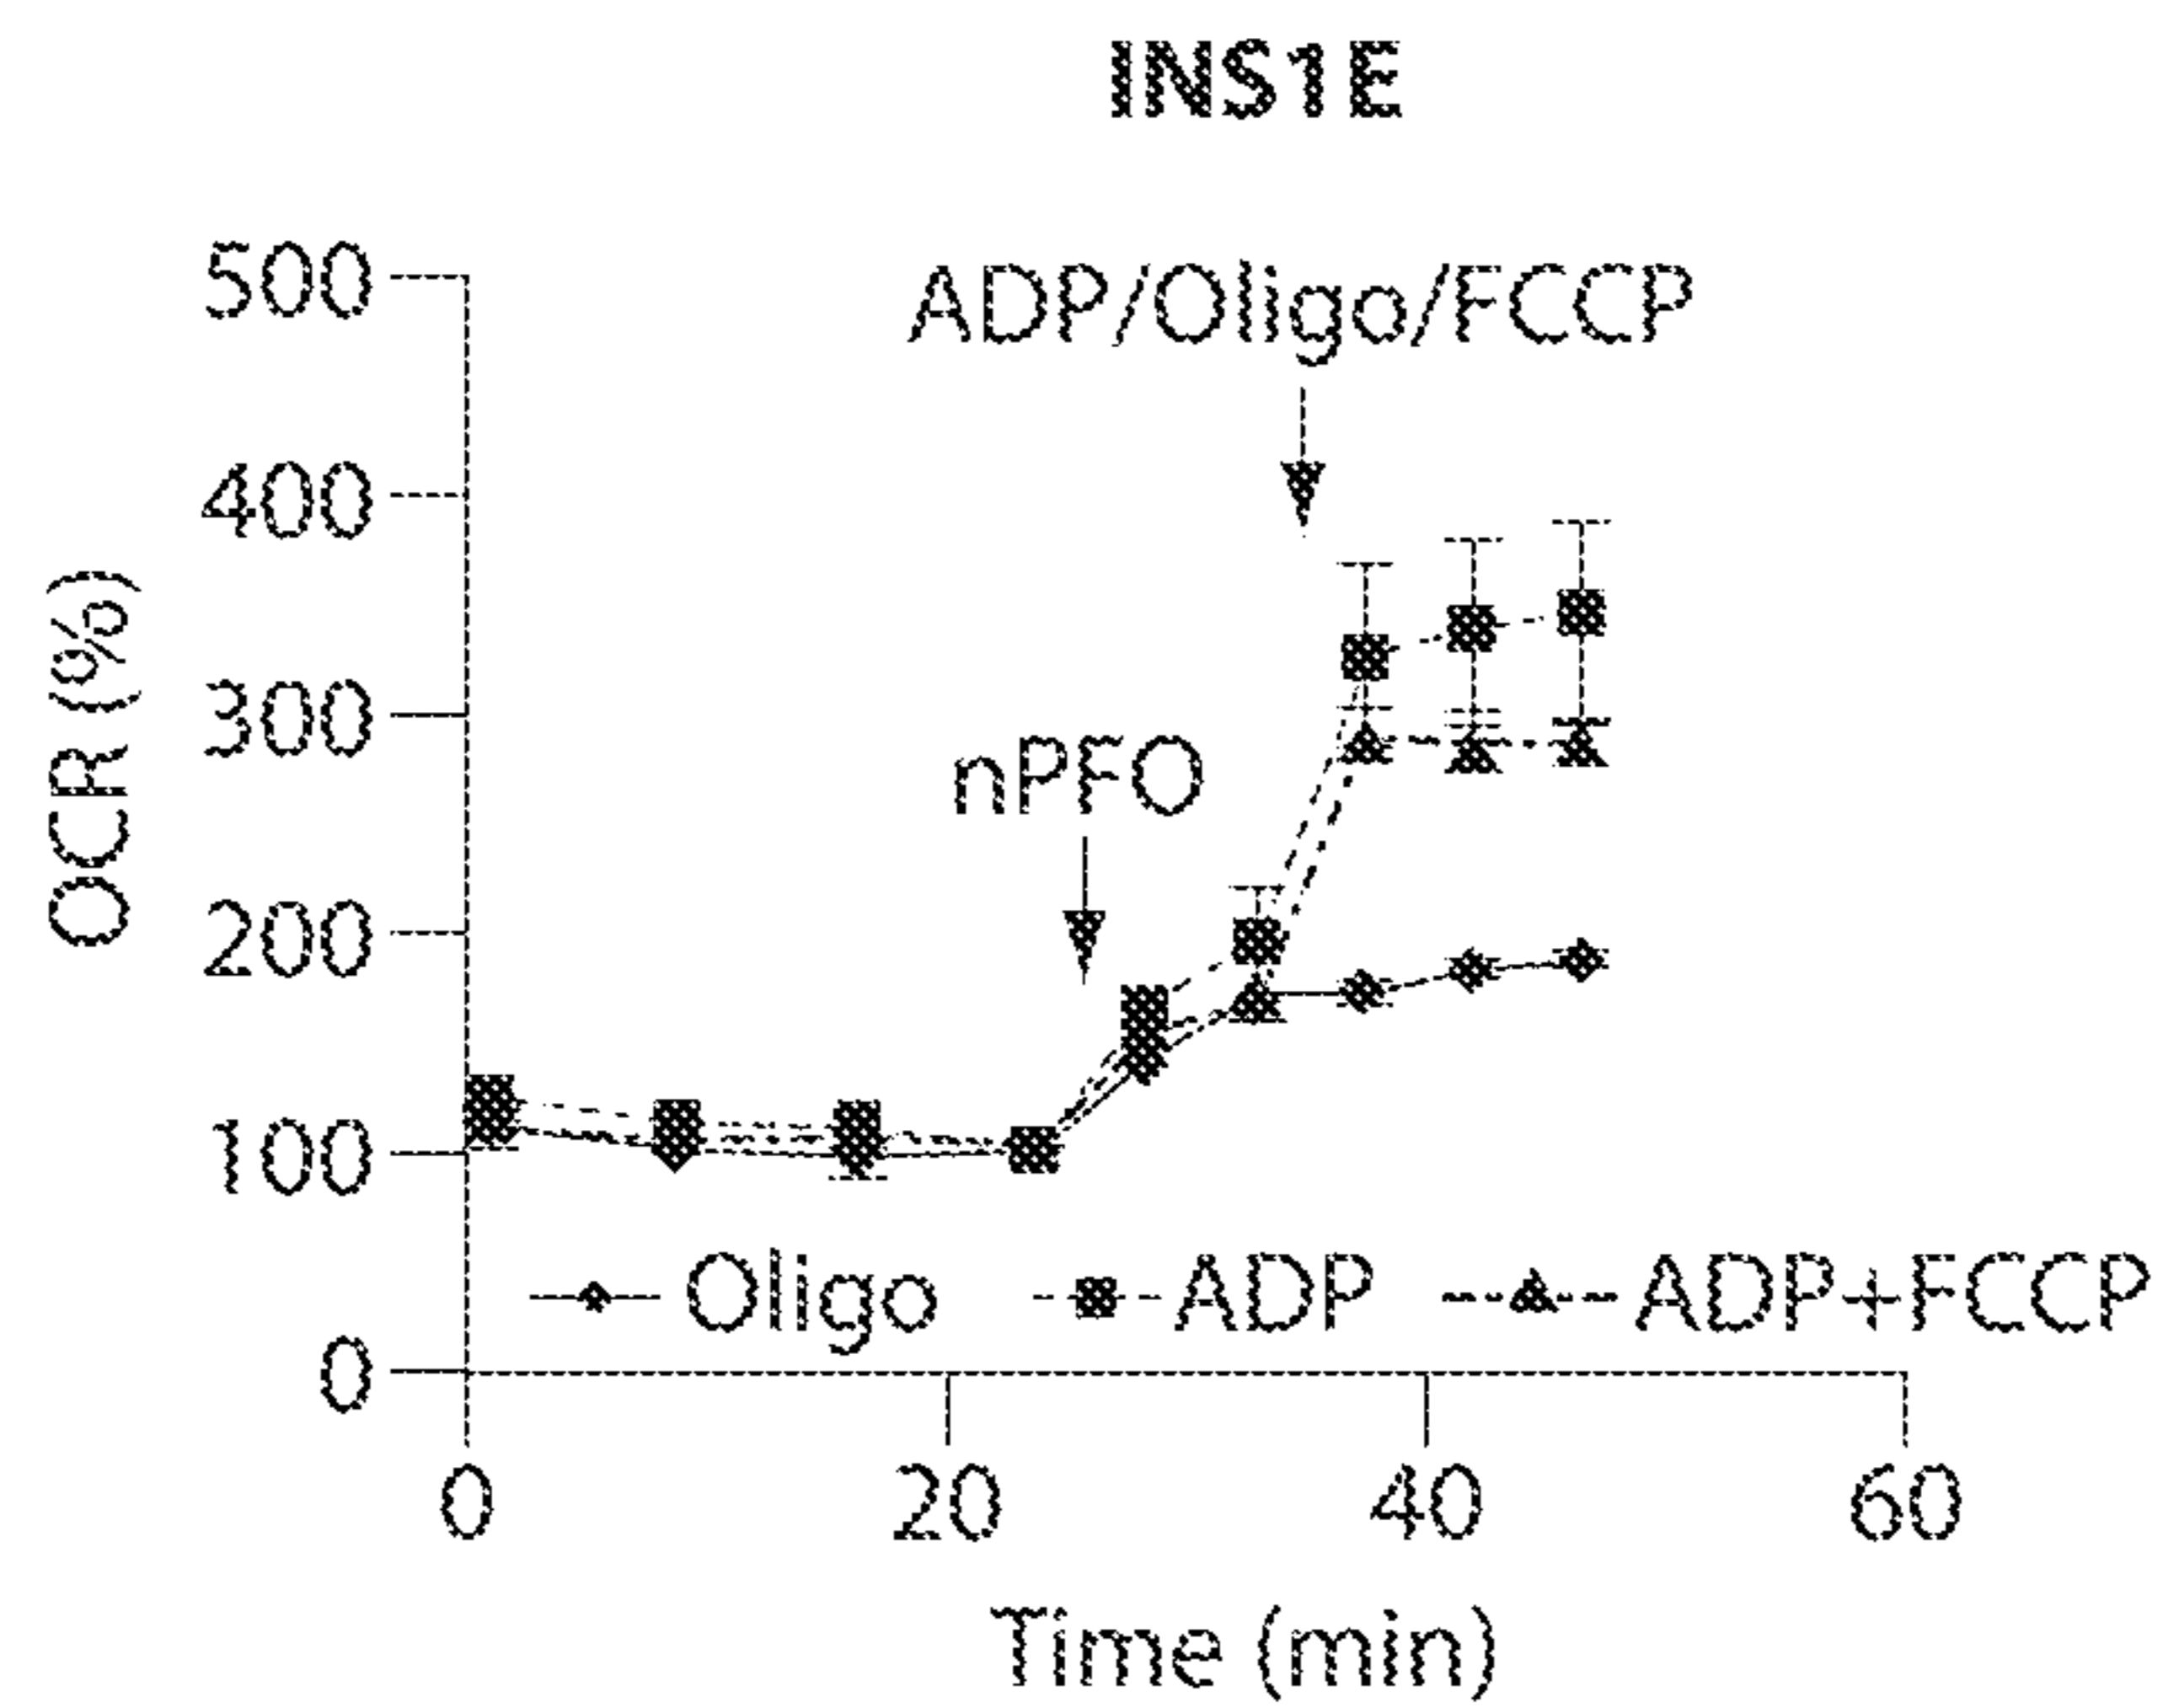 INS1E
500
400
300
200
100
0
OCR (%)
ADP/Oligo/FCCP
nPFO
Oligo
ADP
ADP+FCCP
0
20
40
60
Time (min)